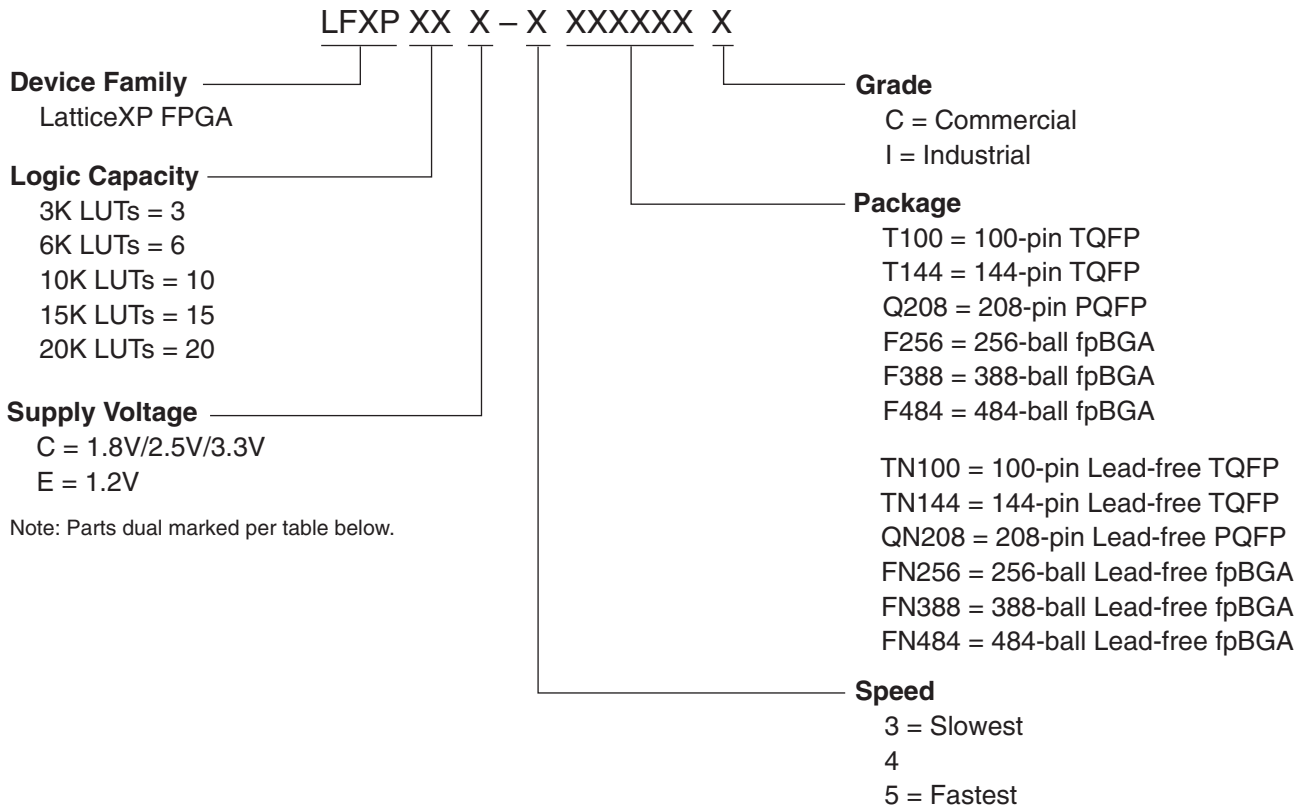 LFXP XX X – X XXXXXX X
Device Family
LatticeXP FPGA
Logic Capacity
3K LUTs = 3
6K LUTs = 6
10K LUTs = 10
15K LUTs = 15
20K LUTs = 20
Supply Voltage
C = 1.8V/2.5V/3.3V
E = 1.2V
Note: Parts dual marked per table below.
Grade
C = Commercial
I = Industrial
Package
T100 = 100-pin TQFP
T144 = 144-pin TQFP
Q208 = 208-pin PQFP
F256 = 256-ball fpBGA
F388 = 388-ball fpBGA
F484 = 484-ball fpBGA
TN100 = 100-pin Lead-free TQFP
TN144 = 144-pin Lead-free TQFP
QN208 = 208-pin Lead-free PQFP
FN256 = 256-ball Lead-free fpBGA
FN388 = 388-ball Lead-free fpBGA
FN484 = 484-ball Lead-free fpBGA
Speed
3 = Slowest
4
5 = Fastest